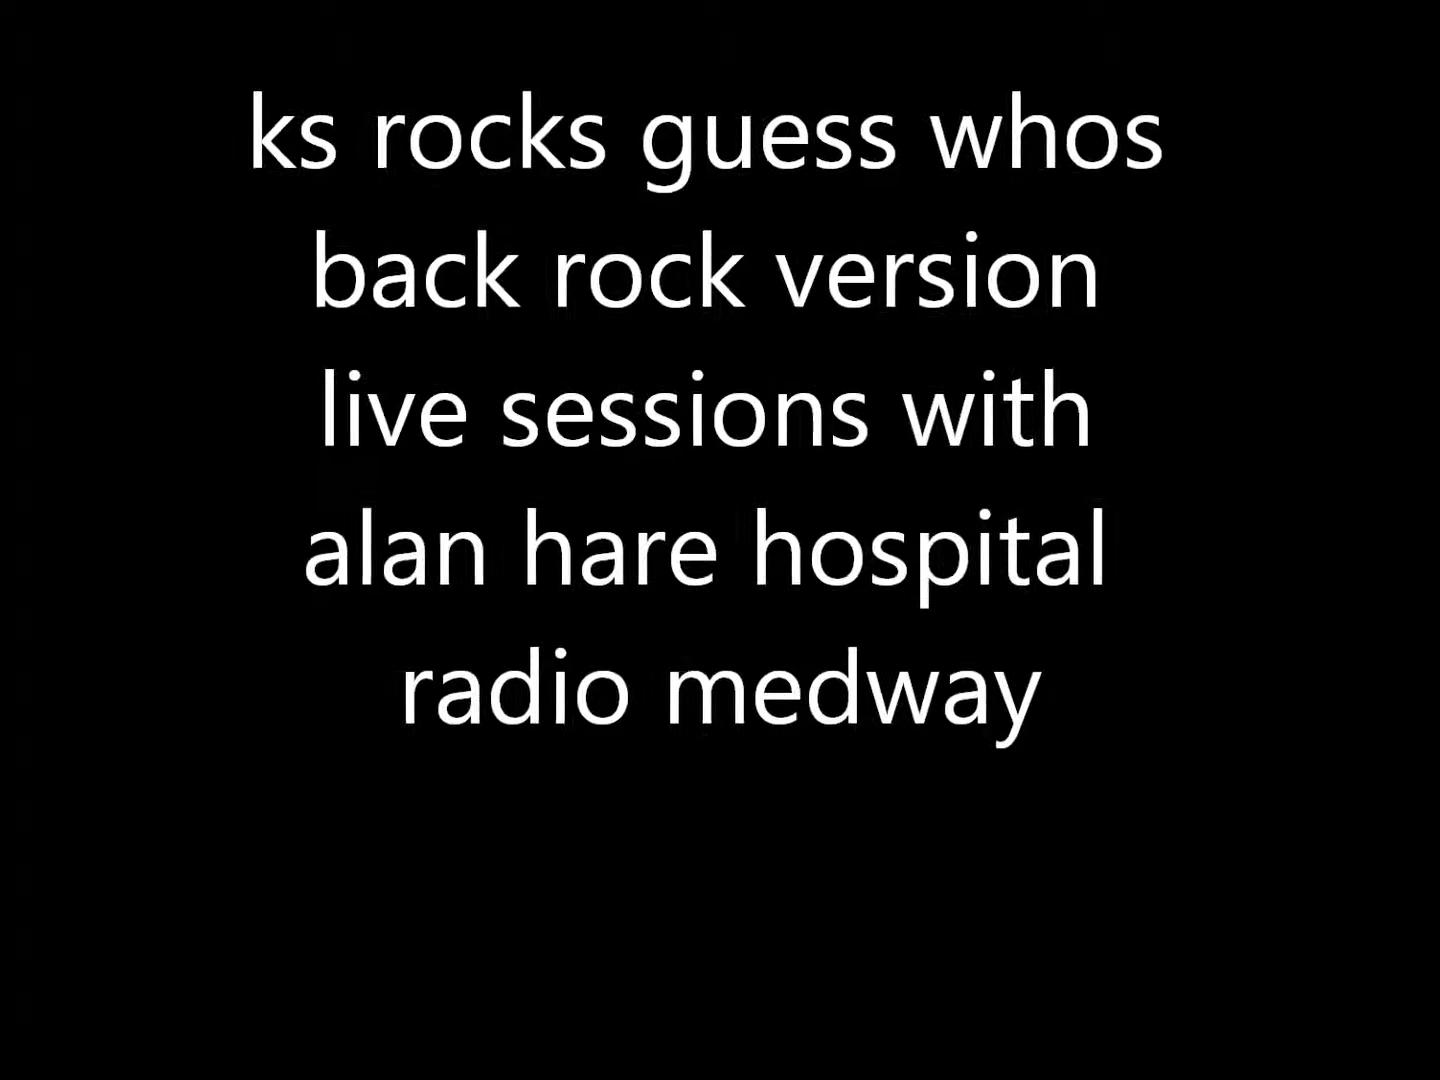 ks rocks guess whos
back rock version
live sessions with
alan hare hospital
radio medway